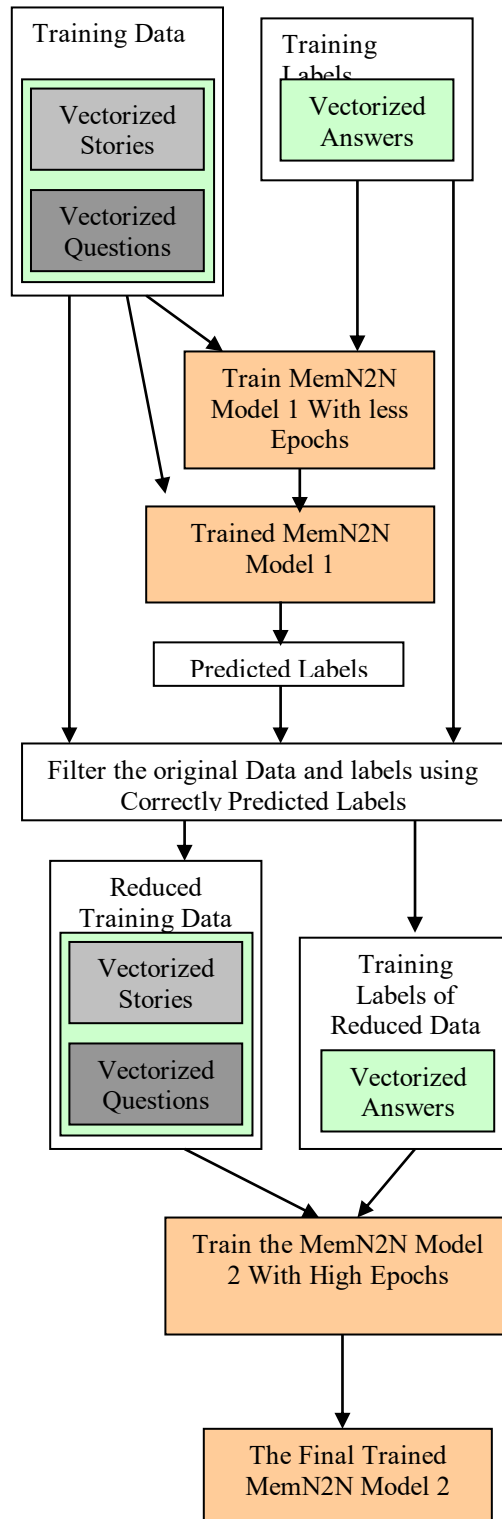 Training Data
Vectorized
Stories
Vectorized
Questions
Training
Labels
Vectorized
Answers
Train MemN2N
Model 1 With less
Epochs
Trained MemN2N
Model 1
Predicted Labels
Filter the original Data and labels using
Correctly Predicted Labels
Reduced
Training Data
Vectorized
Stories
Vectorized
Questions
Training
Labels of
Reduced Data
Vectorized
Answers
Train the MemN2N Model
2 With High Epochs
The Final Trained
MemN2N Model 2